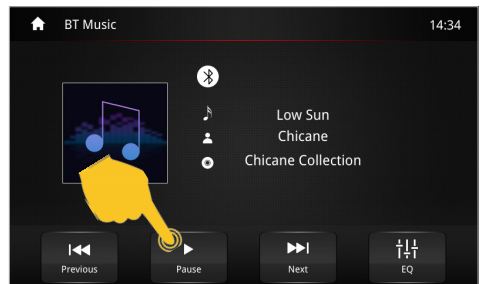 BT Music 14:34
Low Sun
Chicane
Chicane Collection
Previous Pause Next EQ